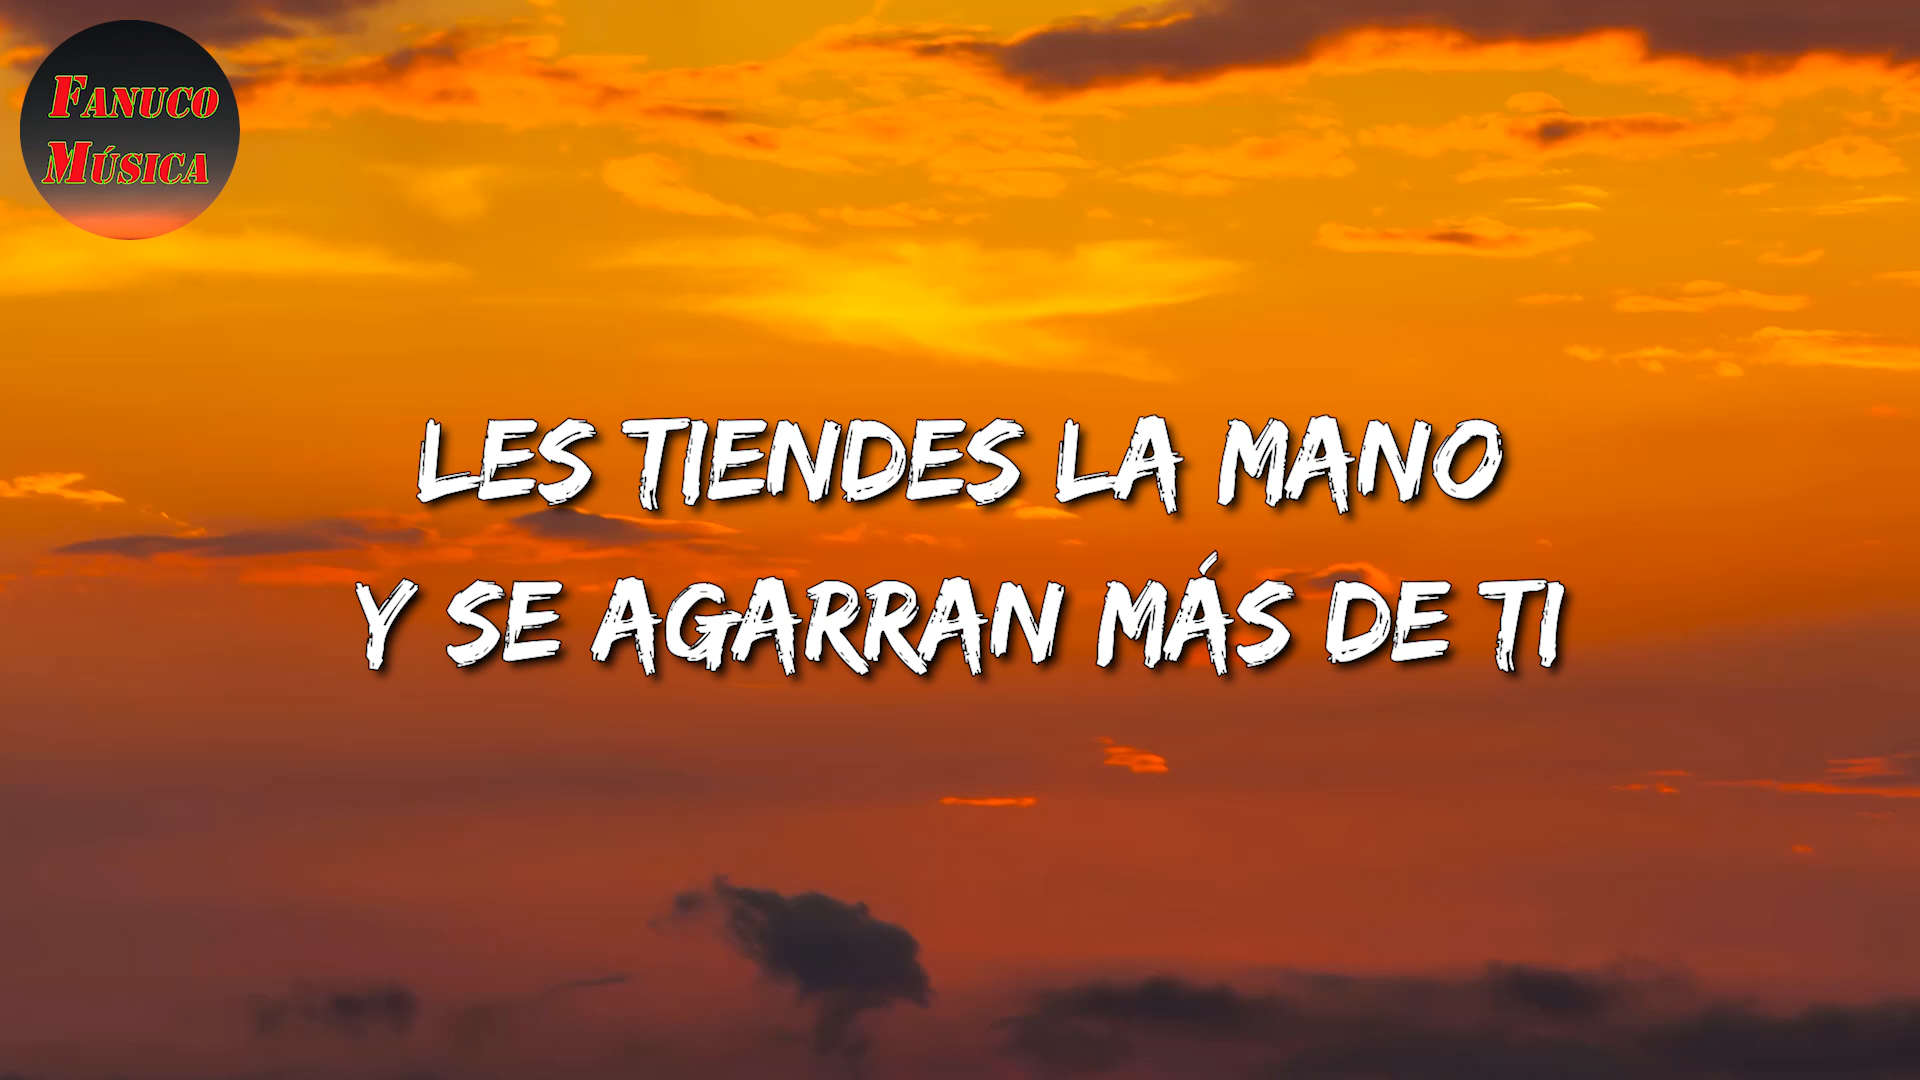 FANUCO
MÚSICA
LES TIENDES LA MANO
Y SE AGARRAN MÁS DE TI